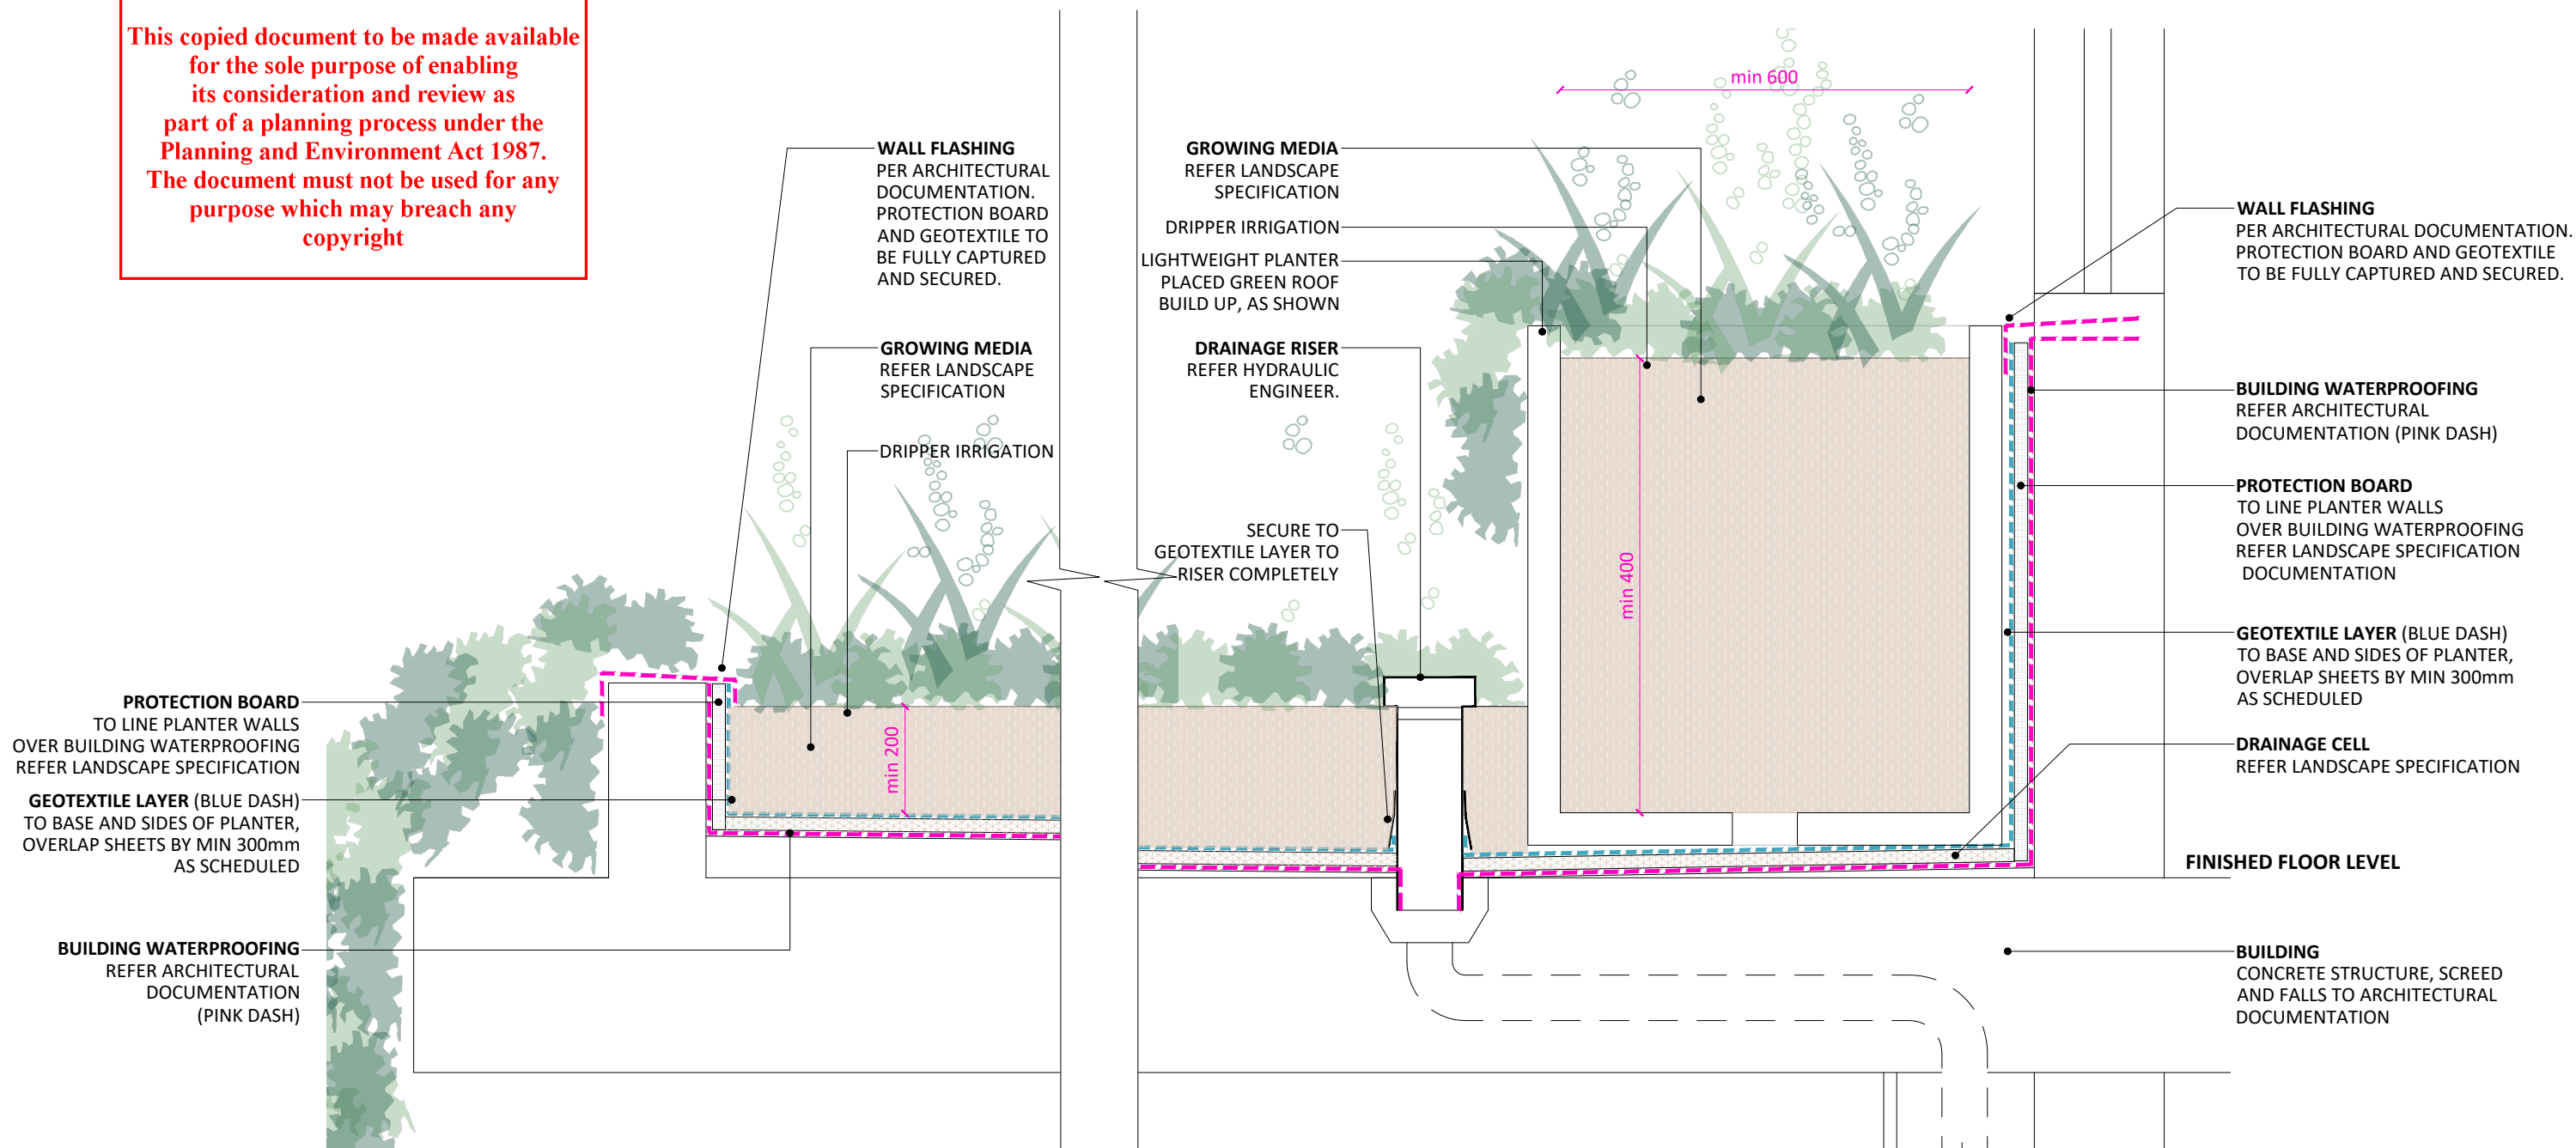 This copied document to be made available
for the sole purpose of enabling
its consideration and review as
part of a planning process under the
Planning and Environment Act 1987.
The document must not be used for any
purpose which may breach any
copyright
WALL FLASHING
PER ARCHITECTURAL
DOCUMENTATION.
PROTECTION BOARD
AND GEOTEXTILE TO
BE FULLY CAPTURED
AND SECURED.
GROWING MEDIA
REFER LANDSCAPE
SPECIFICATION
DRIPPER IRRIGATION
PROTECTION BOARD
TO LINE PLANTER WALLS
OVER BUILDING WATERPROOFING
REFER LANDSCAPE SPECIFICATION
GEOTEXTILE LAYER (BLUE DASH)
TO BASE AND SIDES OF PLANTER,
OVERLAP SHEETS BY MIN 300mm
AS SCHEDULED
BUILDING WATERPROOFING
REFER ARCHITECTURAL
DOCUMENTATION
(PINK DASH)
min 200
GROWING MEDIA
REFER LANDSCAPE
SPECIFICATION
DRIPPER IRRIGATION
LIGHTWEIGHT PLANTER
PLACED GREEN ROOF
BUILD UP, AS SHOWN
DRAINAGE RISER
REFER HYDRAULIC
ENGINEER.
SECURE TO
GEOTEXTILE LAYER TO
RISER COMPLETELY
min 600
min 400
WALL FLASHING
PER ARCHITECTURAL DOCUMENTATION.
PROTECTION BOARD AND GEOTEXTILE
TO BE FULLY CAPTURED AND SECURED.
BUILDING WATERPROOFING
REFER ARCHITECTURAL
DOCUMENTATION (PINK DASH)
PROTECTION BOARD
TO LINE PLANTER WALLS
OVER BUILDING WATERPROOFING
REFER LANDSCAPE SPECIFICATION
DOCUMENTATION
GEOTEXTILE LAYER (BLUE DASH)
TO BASE AND SIDES OF PLANTER,
OVERLAP SHEETS BY MIN 300mm
AS SCHEDULED
DRAINAGE CELL
REFER LANDSCAPE SPECIFICATION
FINISHED FLOOR LEVEL
BUILDING
CONCRETE STRUCTURE, SCREED
AND FALLS TO ARCHITECTURAL
DOCUMENTATION